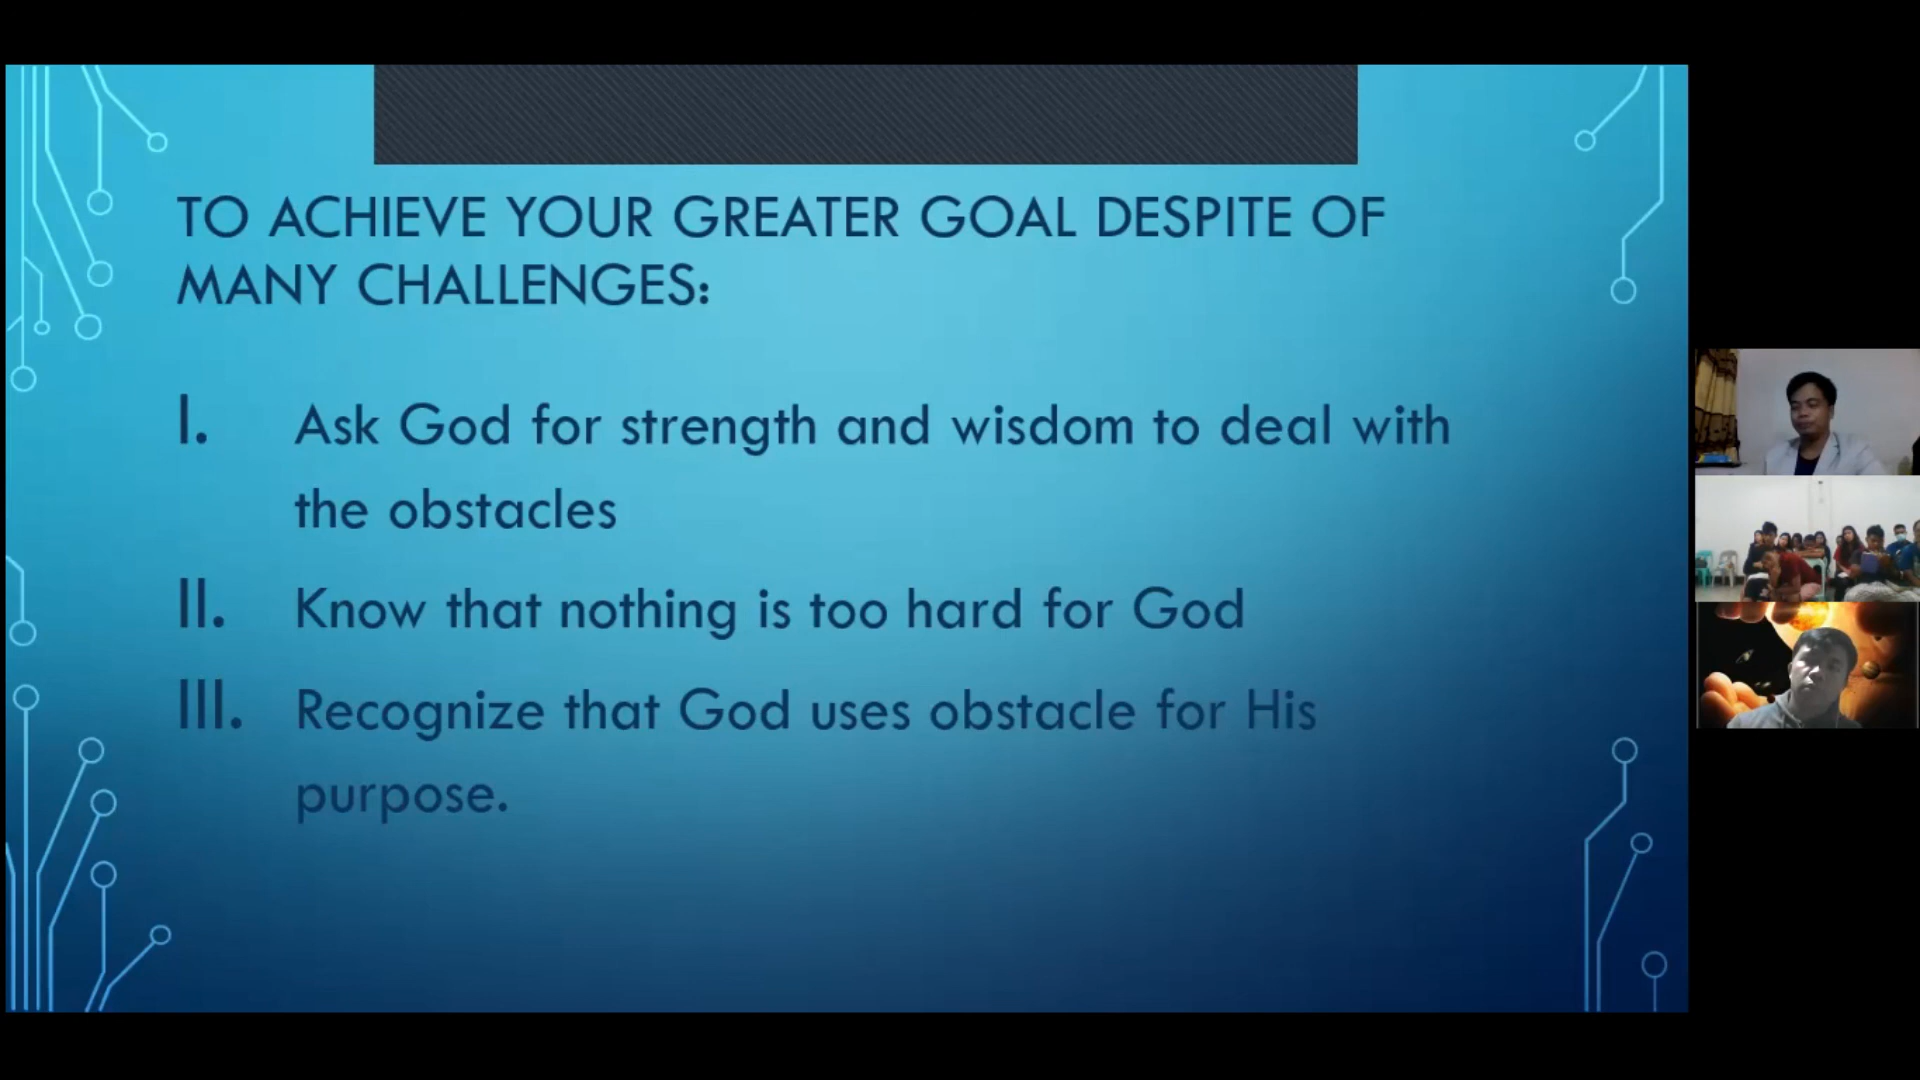 TO ACHIEVE YOUR GREATER GOAL DESPITE OF
MANY CHALLENGES:
I. Ask God for strength and wisdom to deal with
the obstacles
II. Know that nothing is too hard for God
III. Recognize that God uses obstacle for His
purpose.